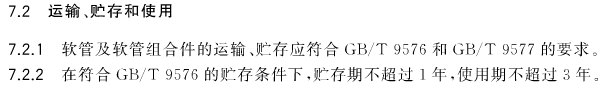 7.2 运输、贮存和使用
7.2.1 软管及软管组合件的运输、贮存应符合 GB/T 9576 和 GB/T 9577 的要求。
7.2.2 在符合 GB/T 9576 的贮存条件下,贮存期不超过 1 年,使用期不超过 3 年。